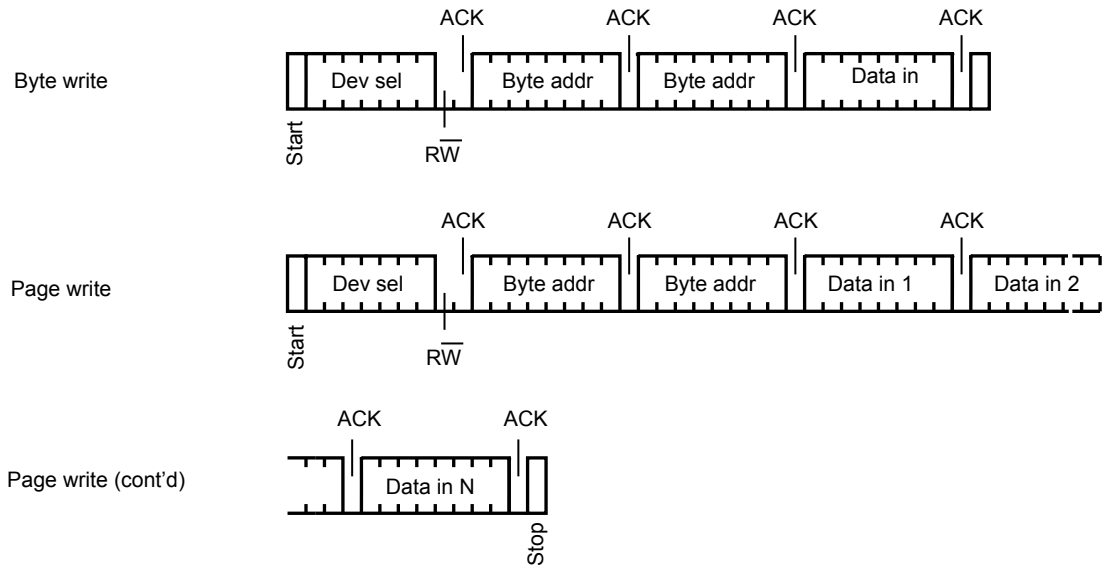 ACK ACK ACK ACK
Byte write Dev sel Byte addr Byte addr Data in
Start
RW̅
ACK ACK ACK ACK
Page write Dev sel Byte addr Byte addr Data in 1 Data in 2
Start
RW̅
ACK ACK
Page write (cont’d) Data in N
Stop